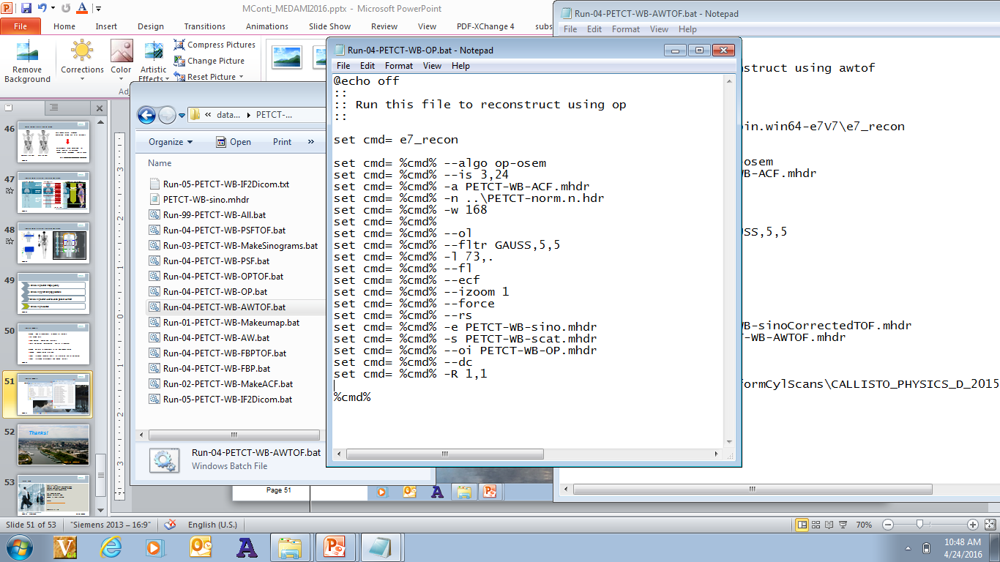 MConti_MEDAMI2016.pptx - Microsoft PowerPoint
File Home Insert Design Transitions Animations Slide Show Review View PDF-XChange 4 subs
Remove Background
Corrections
Color
Artistic Effects
Compress Pictures
Change Picture
Reset Picture
Adj
46
47
48
49
50
51
52
Thanks!
53
« data... PETCT-...
Organize Open Print »
Name
Run-05-PETCT-WB-IF2Dicom.txt
PETCT-WB-sino.mhdr
Run-99-PETCT-WB-All.bat
Run-04-PETCT-WB-PSFTOF.bat
Run-03-PETCT-WB-MakeSinograms.bat
Run-04-PETCT-WB-PSF.bat
Run-04-PETCT-WB-OPTOF.bat
Run-04-PETCT-WB-OP.bat
Run-04-PETCT-WB-AWTOF.bat
Run-01-PETCT-WB-Makeumap.bat
Run-04-PETCT-WB-AW.bat
Run-04-PETCT-WB-FBPTOF.bat
Run-04-PETCT-WB-FBP.bat
Run-02-PETCT-WB-MakeACF.bat
Run-05-PETCT-WB-IF2Dicom.bat
Run-04-PETCT-WB-AWTOF.bat
Windows Batch File
Page 51
Run-04-PETCT-WB-OP.bat - Notepad
File Edit Format View Help
@echo off
::
:: Run this file to reconstruct using op
::
set cmd= e7_recon
set cmd= %cmd% --algo op-osem
set cmd= %cmd% --is 3,24
set cmd= %cmd% -a PETCT-WB-ACF.mhdr
set cmd= %cmd% -n ..\PETCT-norm.n.hdr
set cmd= %cmd% -w 168
set cmd= %cmd%
set cmd= %cmd% --ol
set cmd= %cmd% --fltr GAUSS,5,5
set cmd= %cmd% -l 73,.
set cmd= %cmd% --fl
set cmd= %cmd% --ecf
set cmd= %cmd% --izoom 1
set cmd= %cmd% --force
set cmd= %cmd% --rs
set cmd= %cmd% -e PETCT-WB-sino.mhdr
set cmd= %cmd% -s PETCT-WB-scat.mhdr
set cmd= %cmd% --oi PETCT-WB-OP.mhdr
set cmd= %cmd% --dc
set cmd= %cmd% -R 1,1
%cmd%
Run-04-PETCT-WB-AWTOF.bat - Notepad
File Edit Format View Help
struct using awtof
in.win64-e7V7\e7_recon
osem
WB-ACF.mhdr
SS,5,5
WB-sinoCorrectedTOF.mhdr
T-WB-AWTOF.mhdr
formCylScans\CALLISTO_PHYSICS_D_2015
Slide 51 of 53 "Siemens 2013 – 16:9" English (U.S.) 70%
10:48 AM
4/24/2016